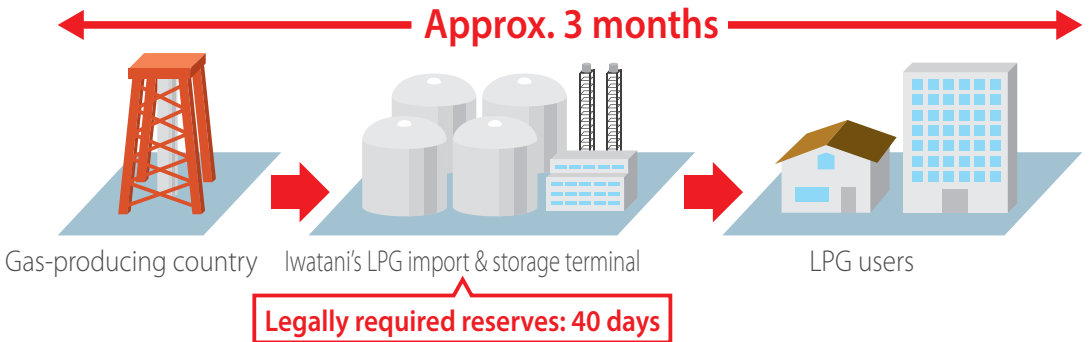 Approx. 3 months
Gas-producing country
Iwatani's LPG import & storage terminal
LPG users
Legally required reserves: 40 days